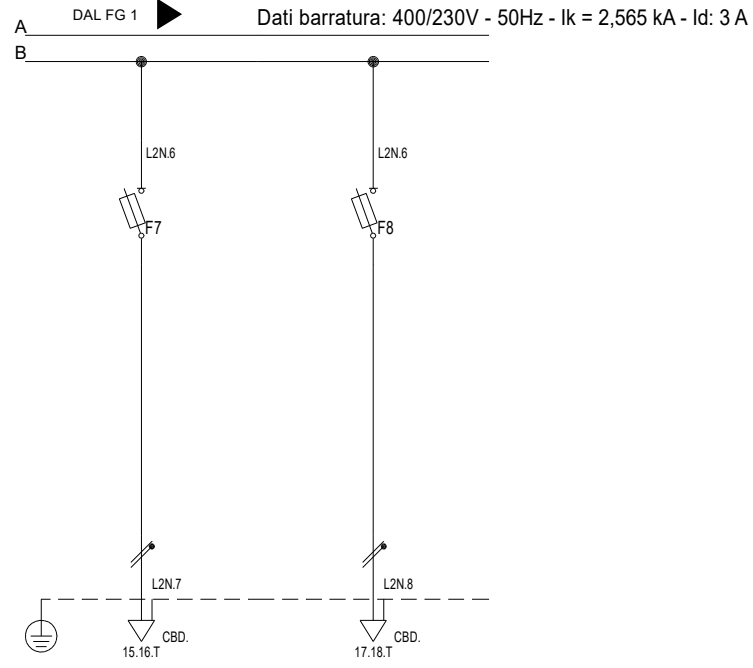 DAL FG 1
Dati barratura: 400/230V - 50Hz - Ik = 2,565 kA - Id: 3 A
A
B
L2N.6
L2N.6
F7
F8
L2N.7
L2N.8
CBD.
CBD.
15.16.T
17.18.T